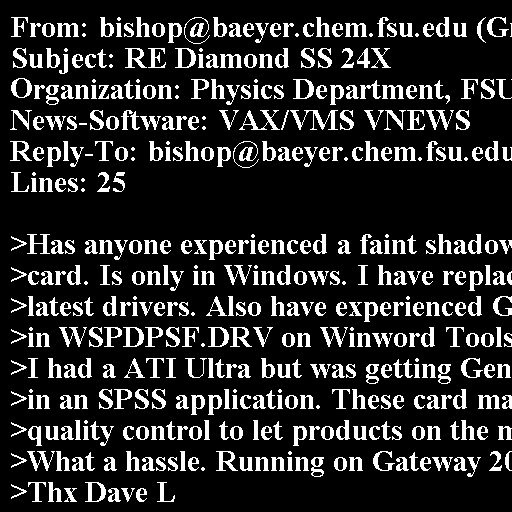 From: bishop@baeyer.chem.fsu.edu (Gr
Subject: RE Diamond SS 24X
Organization: Physics Department, FSU
News-Software: VAX/VMS VNEWS
Reply-To: bishop@baeyer.chem.fsu.edu
Lines: 25

>Has anyone experienced a faint shadow
>card. Is only in Windows. I have replac
>latest drivers. Also have experienced G
>in WSPDPSF.DRV on Winword Tools
>I had a ATI Ultra but was getting Gen
>in an SPSS application. These card ma
>quality control to let products on the m
>What a hassle. Running on Gateway 20
>Thx Dave L